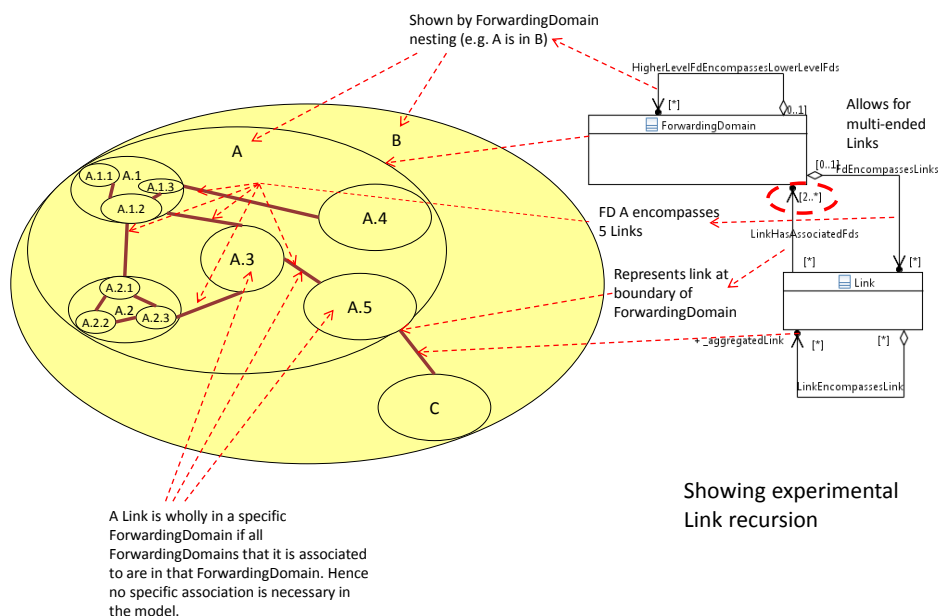 Shown by ForwardingDomain
nesting (e.g. A is in B)
HigherLevelFdEncompassesLowerLevelFds
[*]
0..1]
ForwardingDomain
Allows for
multi-ended
Links
[0..1]
FdEncompassesLinks
[2..*]
LinkHasAssociatedFds
[*]
[*]
Link
+ _aggregatedLink
[*]
[*]
LinkEncompassesLink
B
A
A.1.1
A.1
A.1.3
A.1.2
A.4
A.3
A.2.1
A.2
A.2.2
A.2.3
A.5
C
FD A encompasses
5 Links
Represents link at
boundary of
ForwardingDomain
Showing experimental
Link recursion
A Link is wholly in a specific
ForwardingDomain if all
ForwardingDomains that it is associated
to are in that ForwardingDomain. Hence
no specific association is necessary in
the model.